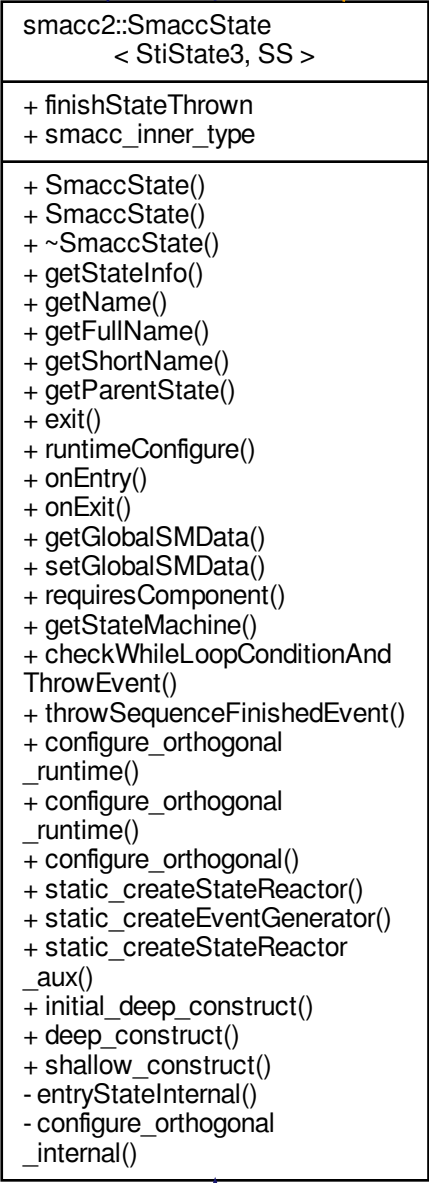 smacc2::SmaccState
< StiState3, SS >
+ finishStateThrown
+ smacc_inner_type
+ SmaccState()
+ SmaccState()
+ ~SmaccState()
+ getStateInfo()
+ getName()
+ getFullName()
+ getShortName()
+ getParentState()
+ exit()
+ runtimeConfigure()
+ onEntry()
+ onExit()
+ getGlobalSMData()
+ setGlobalSMData()
+ requiresComponent()
+ getStateMachine()
+ checkWhileLoopConditionAnd
ThrowEvent()
+ throwSequenceFinishedEvent()
+ configure_orthogonal
_runtime()
+ configure_orthogonal
_runtime()
+ configure_orthogonal()
+ static_createStateReactor()
+ static_createEventGenerator()
+ static_createStateReactor
_aux()
+ initial_deep_construct()
+ deep_construct()
+ shallow_construct()
- entryStateInternal()
- configure_orthogonal
_internal()